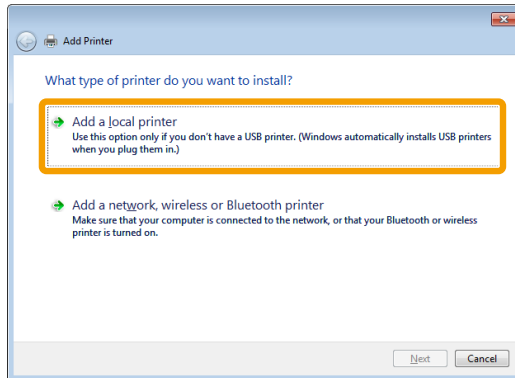 Add Printer
What type of printer do you want to install?
Add a local printer
Use this option only if you don't have a USB printer. (Windows automatically installs USB printers
when you plug them in.)
Add a network, wireless or Bluetooth printer
Make sure that your computer is connected to the network, or that your Bluetooth or wireless
printer is turned on.
Next Cancel